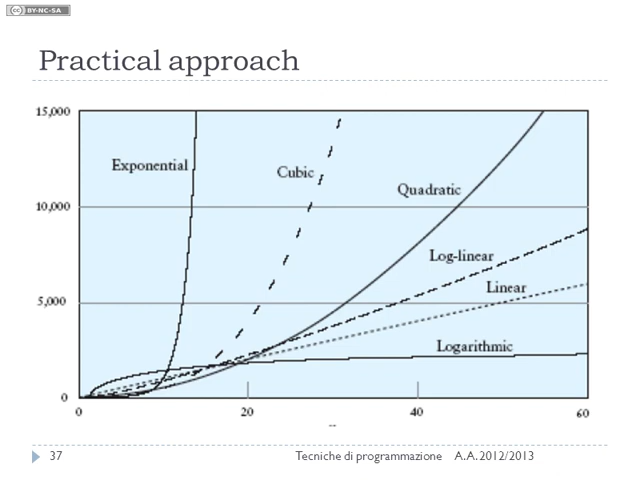 cc BY-NC-SA
Practical approach
15,000
Exponential
Cubic
Quadratic
10,000
Log-linear
Linear
5,000
Logarithmic
0
0
20
40
60
37
Tecniche di programmazione A.A. 2012/2013